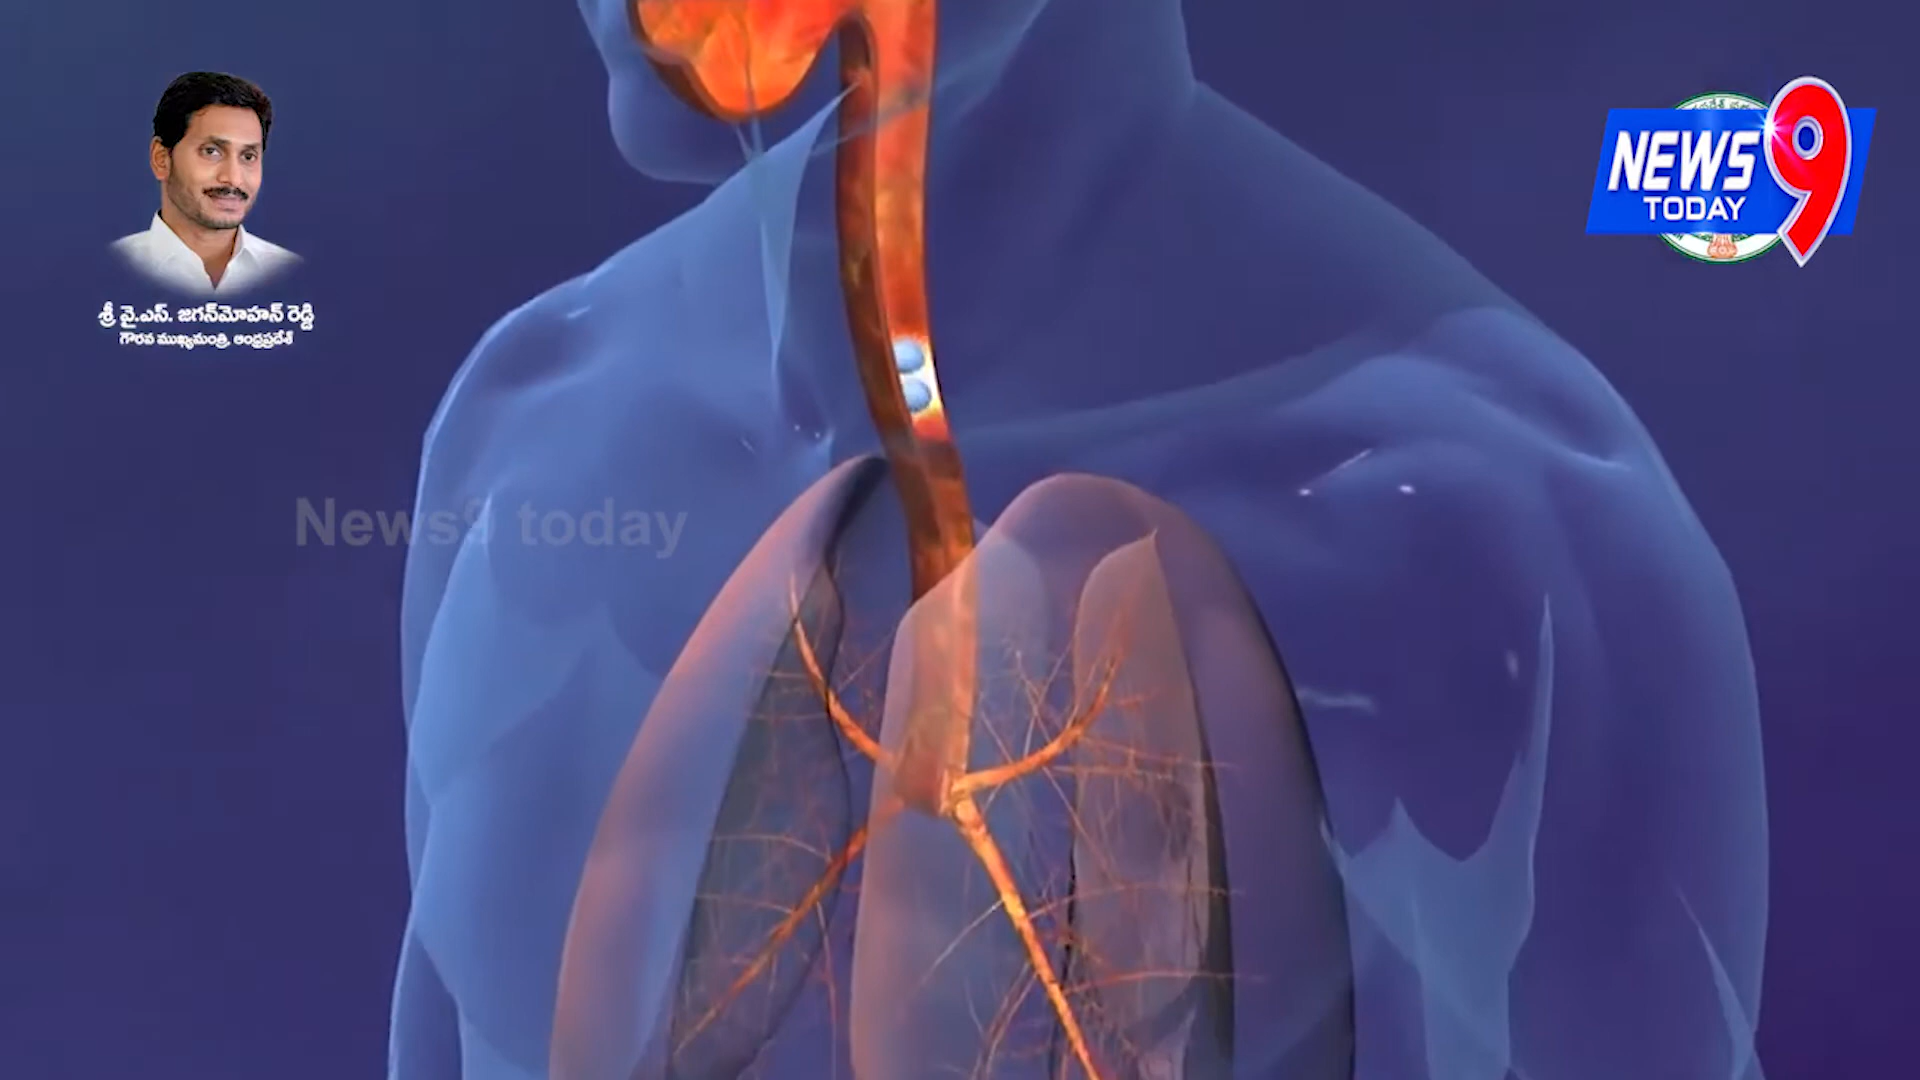 NEWS 9
TODAY
శ్రీ వై.ఎస్. జగన్‌మోహన్ రెడ్డి
గౌరవ ముఖ్యమంత్రి, ఆంధ్రప్రదేశ్
News9 today